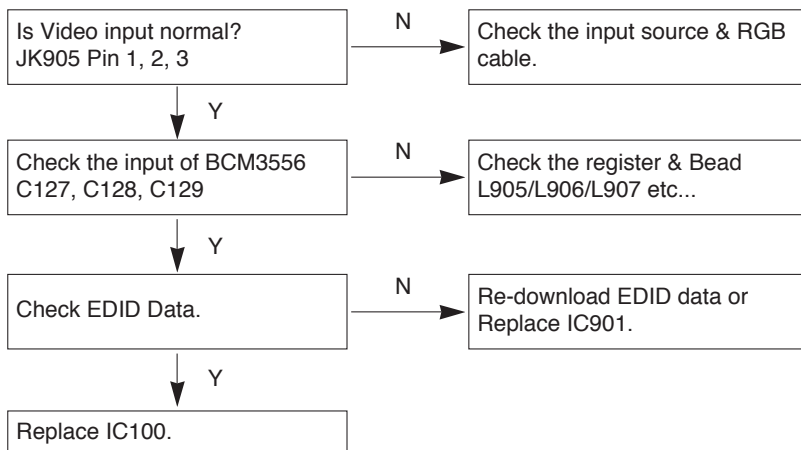 Is Video input normal?
JK905 Pin 1, 2, 3
N
Check the input source & RGB
cable.
Y
Check the input of BCM3556
C127, C128, C129
N
Check the register & Bead
L905/L906/L907 etc...
Y
Check EDID Data.
N
Re-download EDID data or
Replace IC901.
Y
Replace IC100.